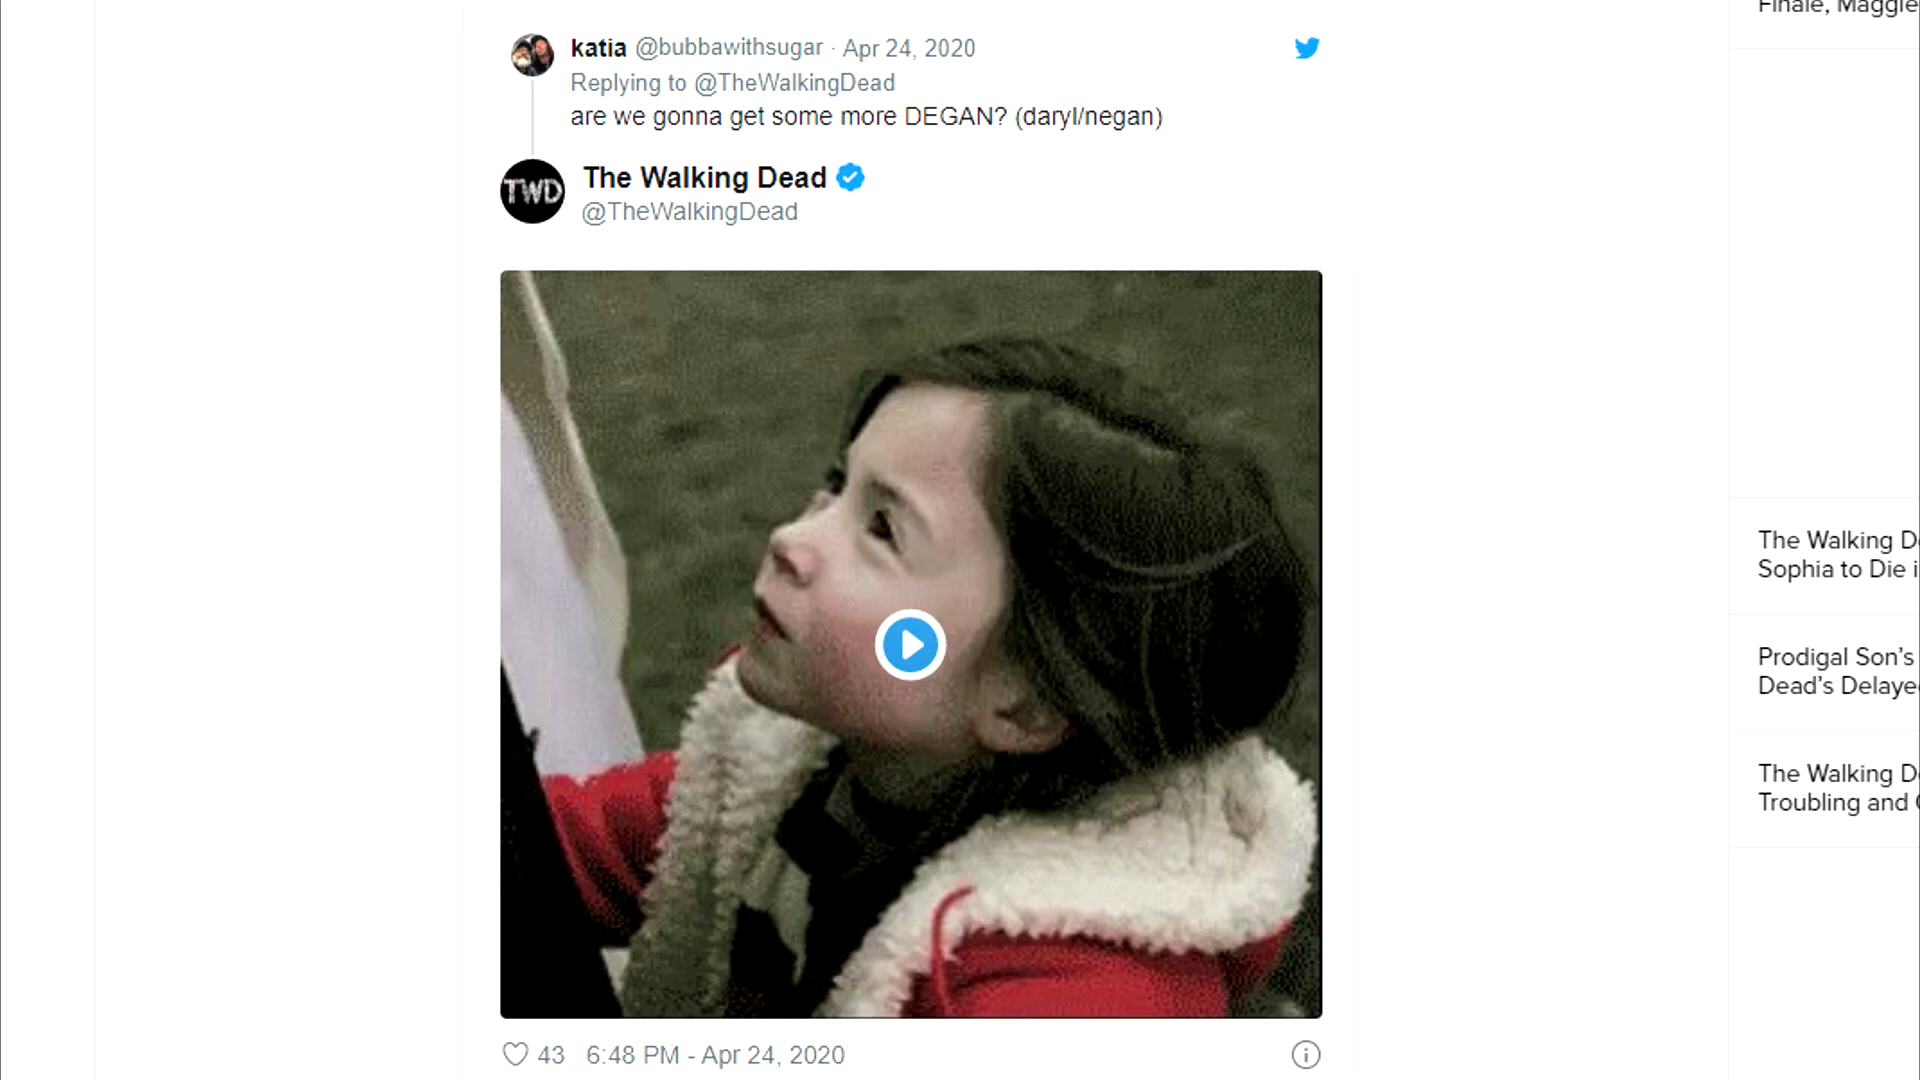 Finale, Maggie
katia @bubbawithsugar · Apr 24, 2020
Replying to @TheWalkingDead
are we gonna get some more DEGAN? (daryl/negan)
TWD
The Walking Dead
@TheWalkingDead
43 6:48 PM - Apr 24, 2020
The Walking D
Sophia to Die i
Prodigal Son's
Dead's Delaye
The Walking D
Troubling and